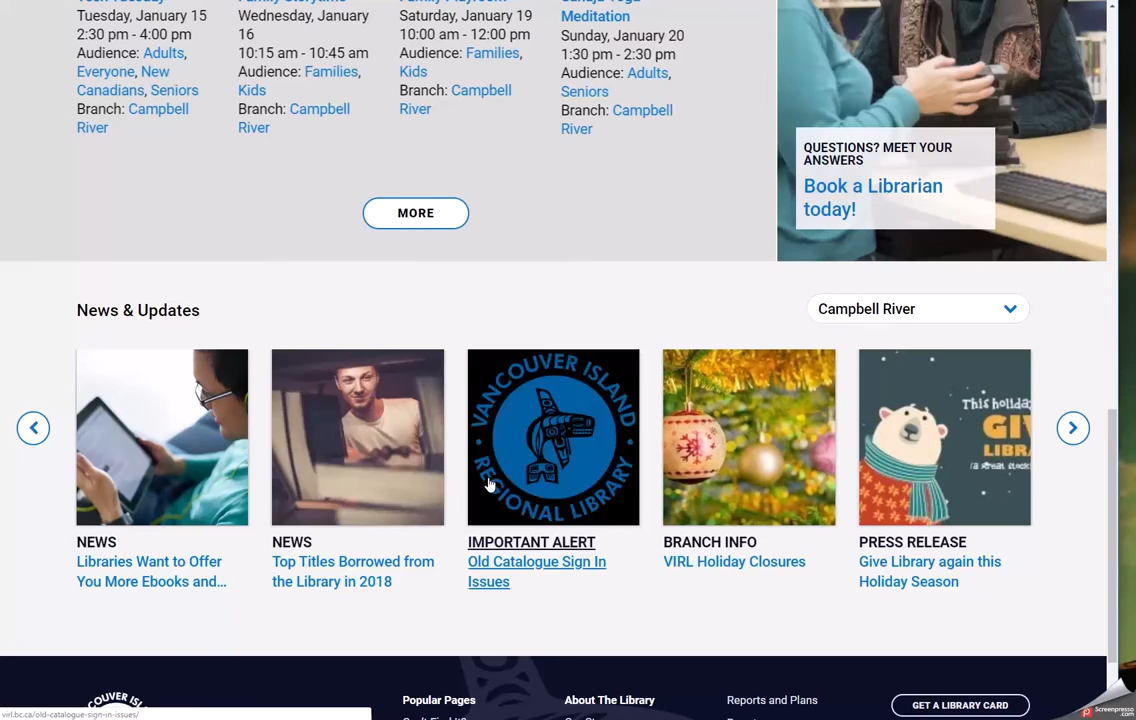 Tuesday, January 15
2:30 pm - 4:00 pm
Audience: Adults,
Everyone, New
Canadians, Seniors
Branch: Campbell
River
Wednesday, January
16
10:15 am - 10:45 am
Audience: Families,
Kids
Branch: Campbell
River
Saturday, January 19
10:00 am - 12:00 pm
Audience: Families,
Kids
Branch: Campbell
River
Meditation
Sunday, January 20
1:30 pm - 2:30 pm
Audience: Adults,
Seniors
Branch: Campbell
River
MORE
QUESTIONS? MEET YOUR
ANSWERS
Book a Librarian
today!
News & Updates
Campbell River
VANCOUVER ISLAND
REGIONAL LIBRARY
This holiday
GI
LIBR
NEWS
Libraries Want to Offer
You More Ebooks and...
NEWS
Top Titles Borrowed from
the Library in 2018
IMPORTANT ALERT
Old Catalogue Sign In
Issues
BRANCH INFO
VIRL Holiday Closures
PRESS RELEASE
Give Library again this
Holiday Season
Popular Pages
About The Library
Reports and Plans
GET A LIBRARY CARD
virl.bc.ca/old-catalogue-sign-in-issues/
Screenpresso
.com